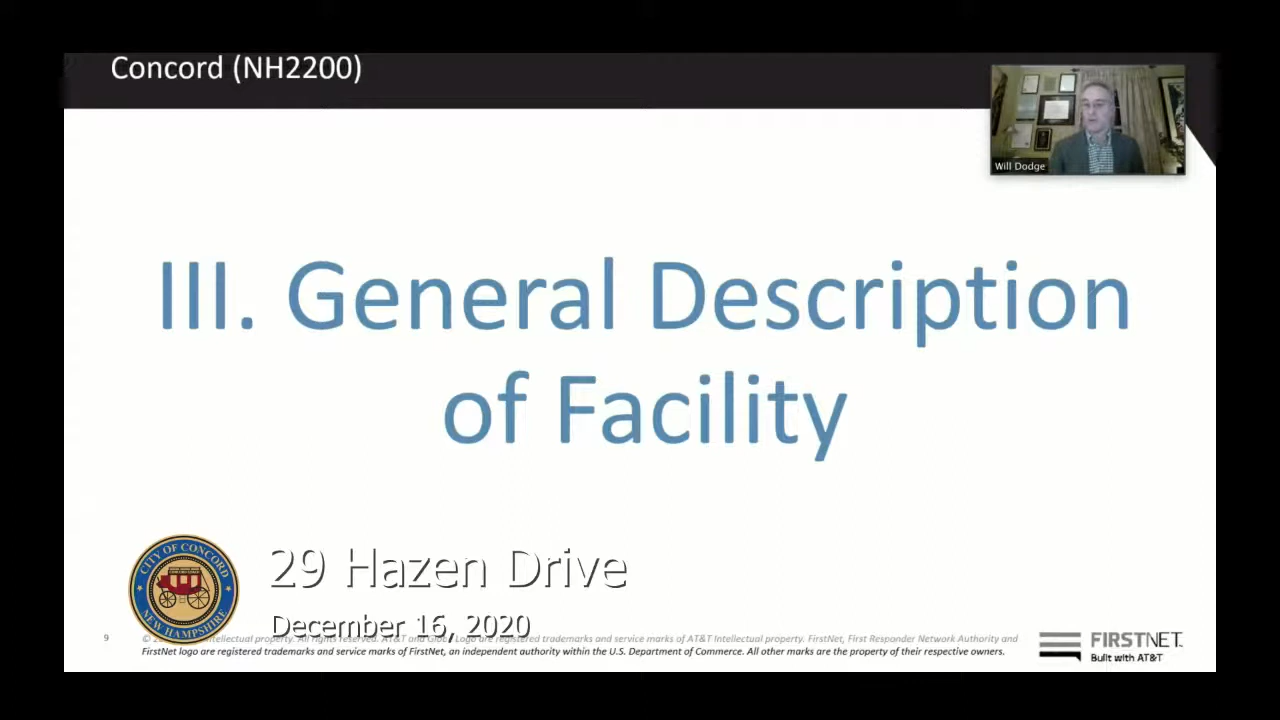 Concord (NH2200)
Will Dodge
III. General Description
of Facility
CITY OF CONCORD
NEW HAMPSHIRE
29 Hazen Drive
December 16, 2020
9
©
ntellectual property. All rights reserved. AT&T and Globe Logo are registered trademarks and service marks of AT&T Intellectual property. FirstNet, First Responder Network Authority and
FirstNet logo are registered trademarks and service marks of FirstNet, an independent authority within the U.S. Department of Commerce. All other marks are the property of their respective owners.
FIRSTNET
Built with AT&T